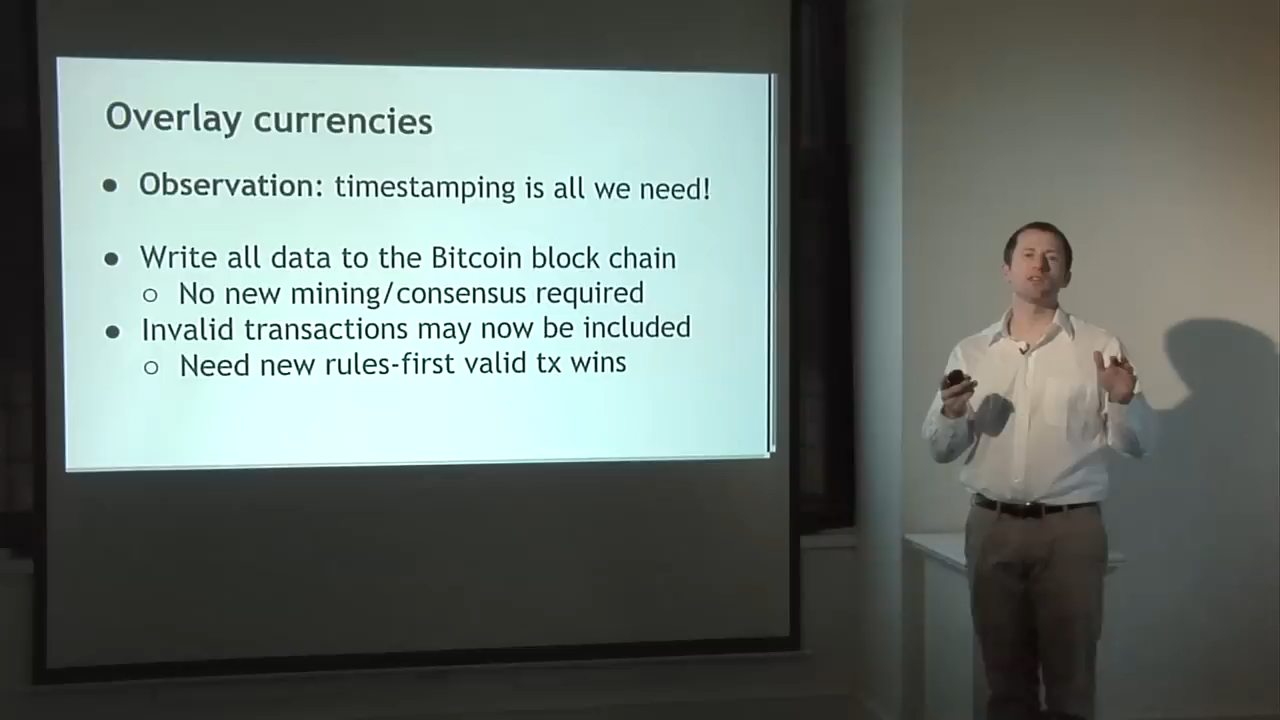 Overlay currencies
● Observation: timestamping is all we need!
● Write all data to the Bitcoin block chain
○ No new mining/consensus required
● Invalid transactions may now be included
○ Need new rules-first valid tx wins